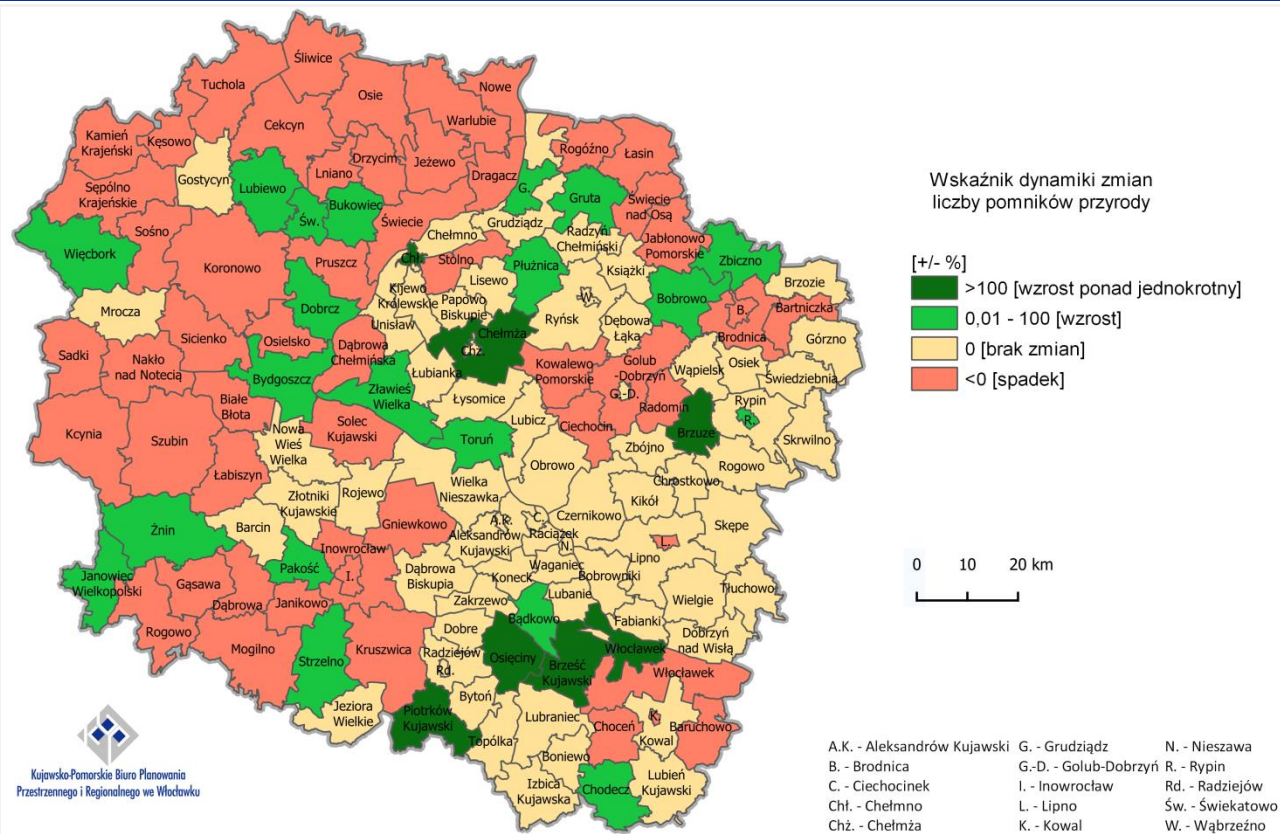 Śliwice
Tuchola
Osie
Nowe
Cekcyn
Warlubie
Kamień
Krajeński
Kęsowo
Drzycim
Jeżewo
Rogóźno
Łasin
Gostycyn
Lubiewo
Lniano
Dragacz
G.
Gruta
Sępólno
Krajeńskie
Św.
Bukowiec
Świecie
nad Osą
Sośno
Świecie
Grudziądz
Radzyń
Chełmiński
Chełmno
Więcbork
Koronowo
Pruszcz
Chł.
Stolno
Płużnica
Jabłonowo
Pomorskie
Zbiczno
Książki
Lisewo
Kijewo
Królewskie
Papowo
Biskupie
W.
Bobrowo
Brzozie
Mrocza
Dobrcz
Unisław
B.
Bartniczka
Sicienko
Osielsko
Dąbrowa
Chełmińska
Chełmża
Chż.
Ryńsk
Dębowa
Łąka
Brodnica
Górzno
Sadki
Nakło
nad Notecią
Łubianka
Kowalewo
Pomorskie
Golub
-Dobrzyń
Wąpielsk
Osiek
Świedziebnia
Bydgoszcz
Zławieś
Wielka
Łysomice
G.-D.
Radomin
Rypin
R.
Białe
Błota
Solec
Kujawski
Lubicz
Ciechocin
Brzuze
Skrwilno
Kcynia
Szubin
Nowa
Wieś
Wielka
Toruń
Zbójno
Łabiszyn
Obrowo
Rogowo
Chrostkowo
Złotniki
Kujawskie
Rojewo
Wielka
Nieszawka
Kikół
Żnin
Barcin
Gniewkowo
A.K.
C.
Czernikowo
Skępe
Aleksandrów
Kujawski
Raciążek
N.
L.
Inowrocław
Pakość
I.
Dąbrowa
Biskupia
Koneck
Waganiec
Bobrowniki
Lipno
Tłuchowo
Janowiec
Wielkopolski
Gąsawa
Dąbrowa
Janikowo
Zakrzewo
Lubanie
Wielgie
Rogowo
Bądkowo
Fabianki
Mogilno
Strzelno
Kruszwica
Dobre
Dobrzyń
nad Wisłą
Radziejów
Rd.
Osięciny
Brześć
Kujawski
Włocławek
Włocławek
Jeziora
Wielkie
Piotrków
Kujawski
Bytoń
Lubraniec
Choceń
K.
Kowal
Baruchowo
Topólka
Boniewo
Izbica
Kujawska
Chodecz
Lubień
Kujawski
Wskaźnik dynamiki zmian
liczby pomników przyrody
[+/- %]
>100 [wzrost ponad jednokrotny]
0,01 - 100 [wzrost]
0 [brak zmian]
<0 [spadek]
0 10 20 km
Kujawsko-Pomorskie Biuro Planowania
Przestrzennego i Regionalnego we Włocławku
A.K. - Aleksandrów Kujawski G. - Grudziądz N. - Nieszawa
B. - Brodnica G.-D. - Golub-Dobrzyń R. - Rypin
C. - Ciechocinek I. - Inowrocław Rd. - Radziejów
Chł. - Chełmno L. - Lipno Św. - Świekatowo
Chż. - Chełmża K. - Kowal W. - Wąbrzeźno